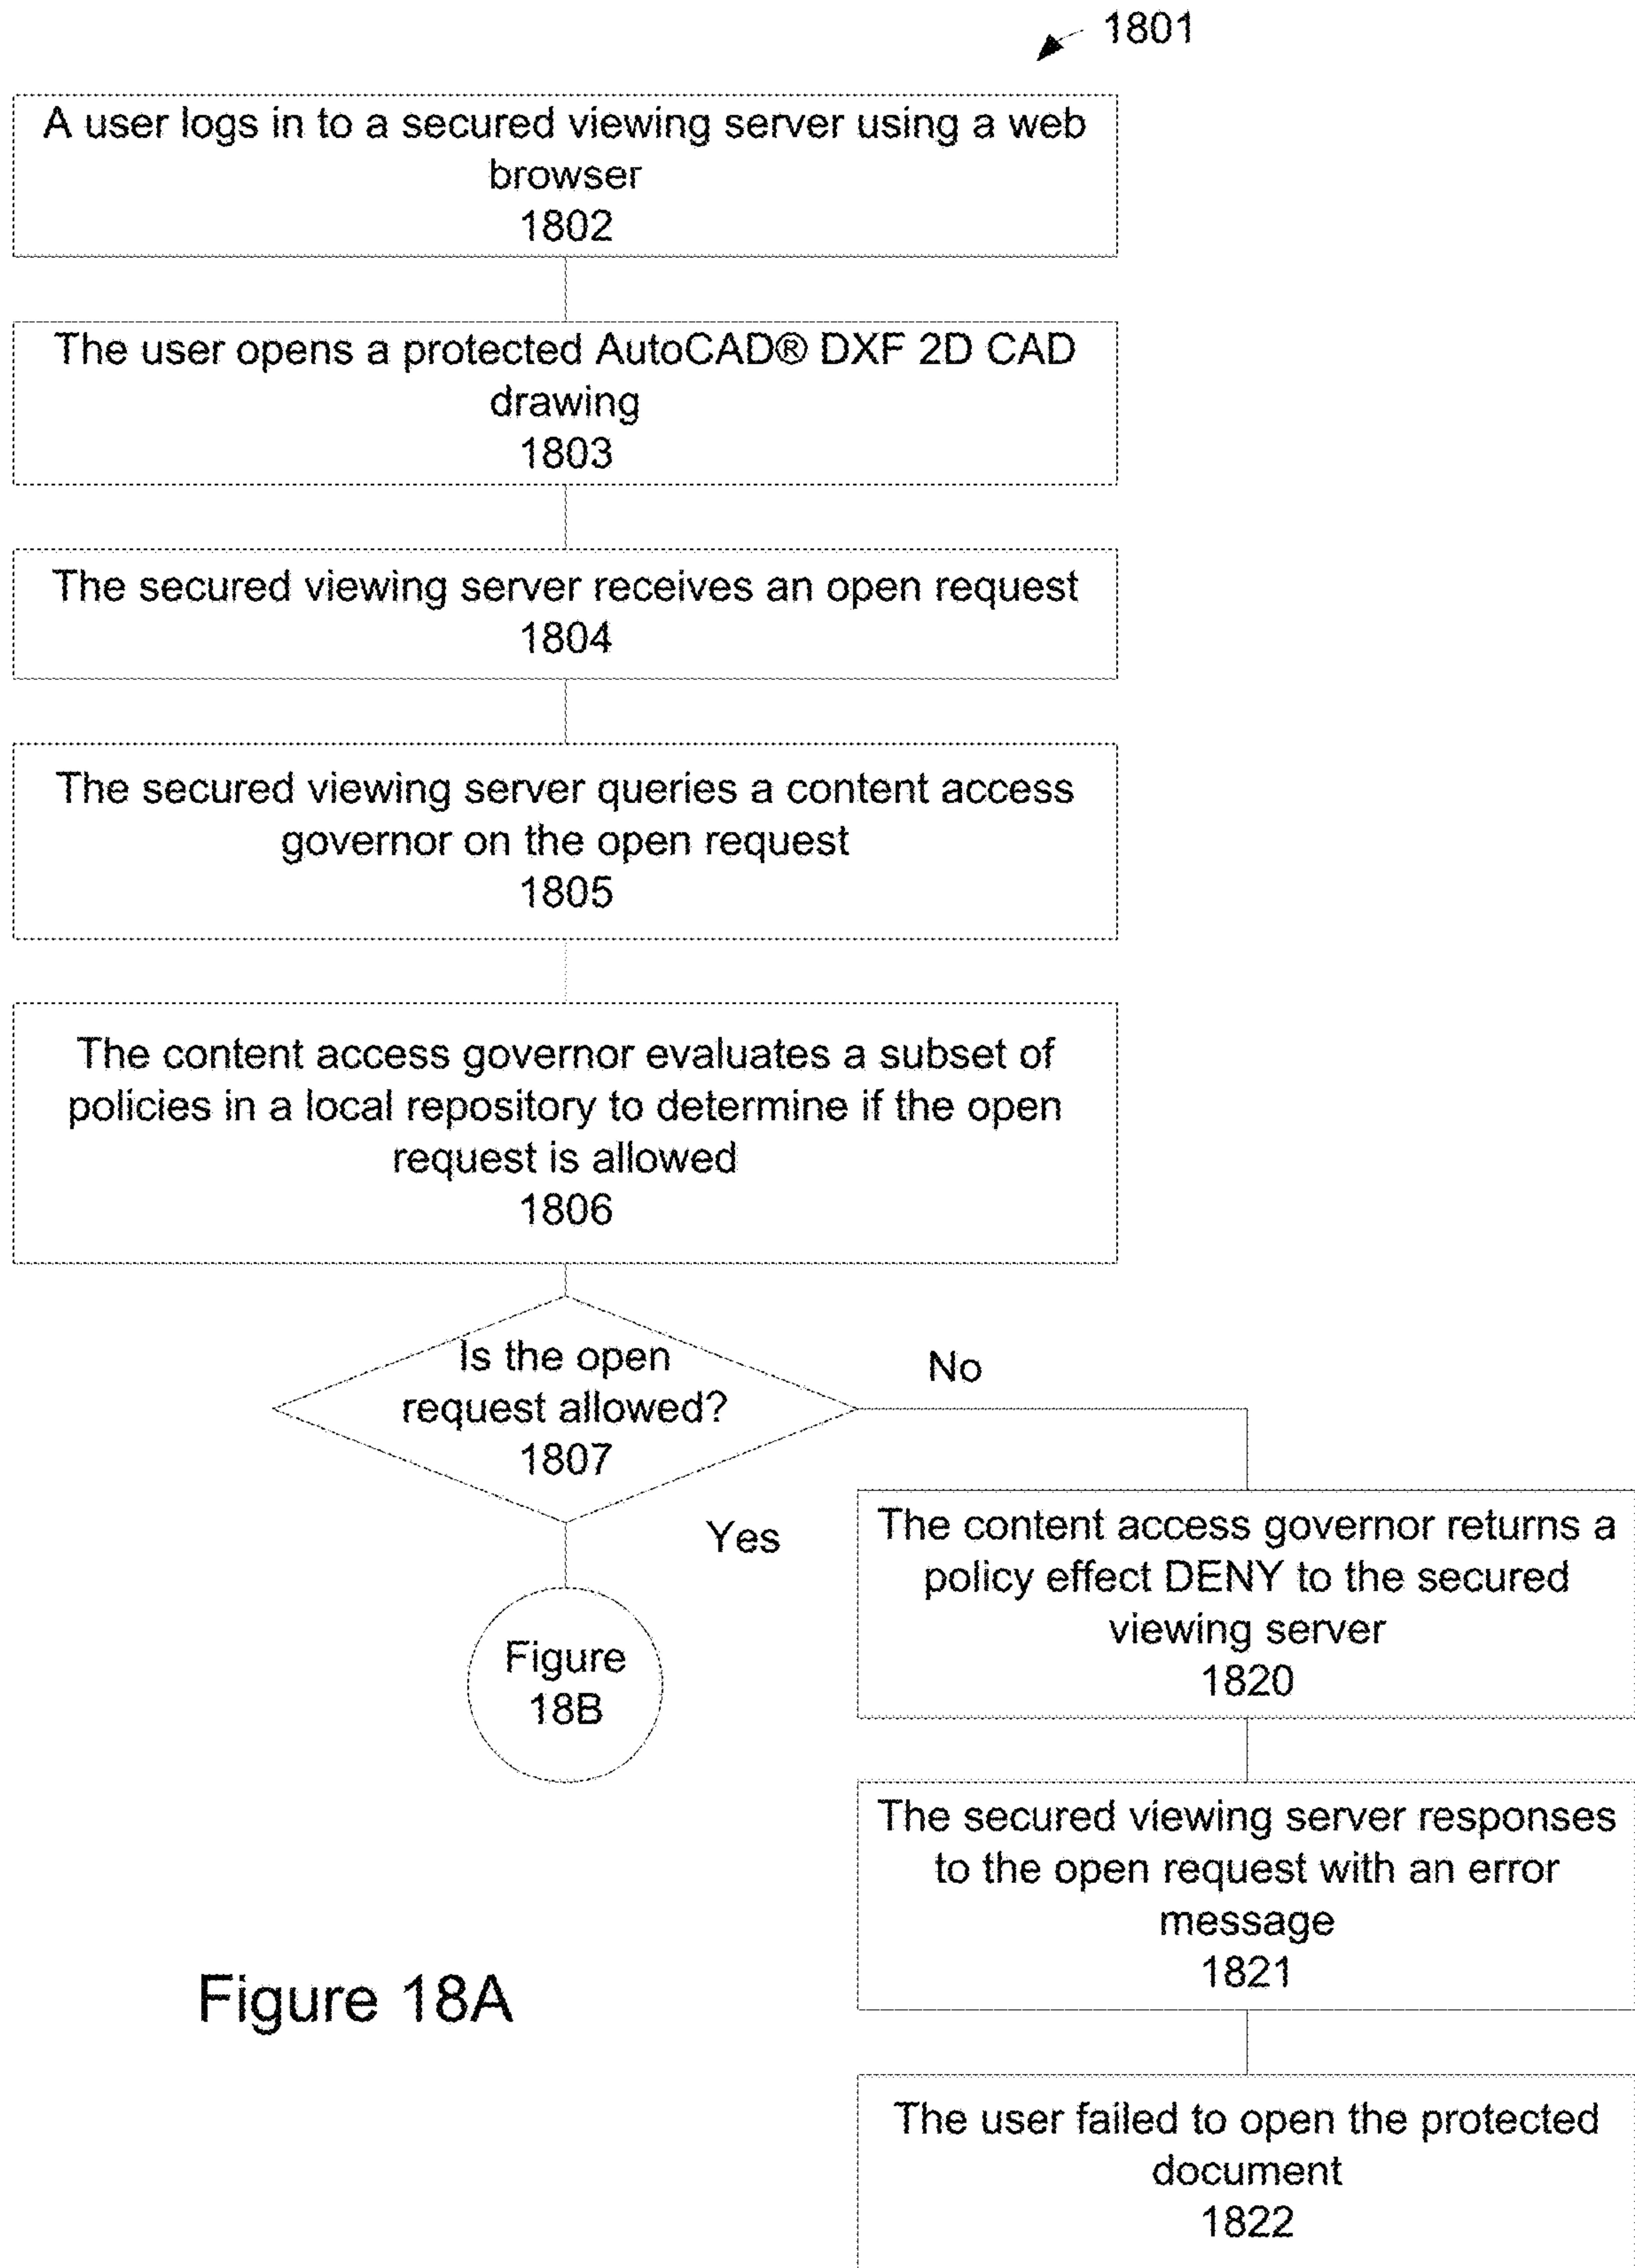 1801
A user logs in to a secured viewing server using a web
browser
1802
The user opens a protected AutoCAD® DXF 2D CAD
drawing
1803
The secured viewing server receives an open request
1804
The secured viewing server queries a content access
governor on the open request
1805
The content access governor evaluates a subset of
policies in a local repository to determine if the open
request is allowed
1806
Is the open
request allowed?
1807
No
Yes
Figure
18B
The content access governor returns a
policy effect DENY to the secured
viewing server
1820
The secured viewing server responses
to the open request with an error
message
1821
The user failed to open the protected
document
1822
Figure 18A